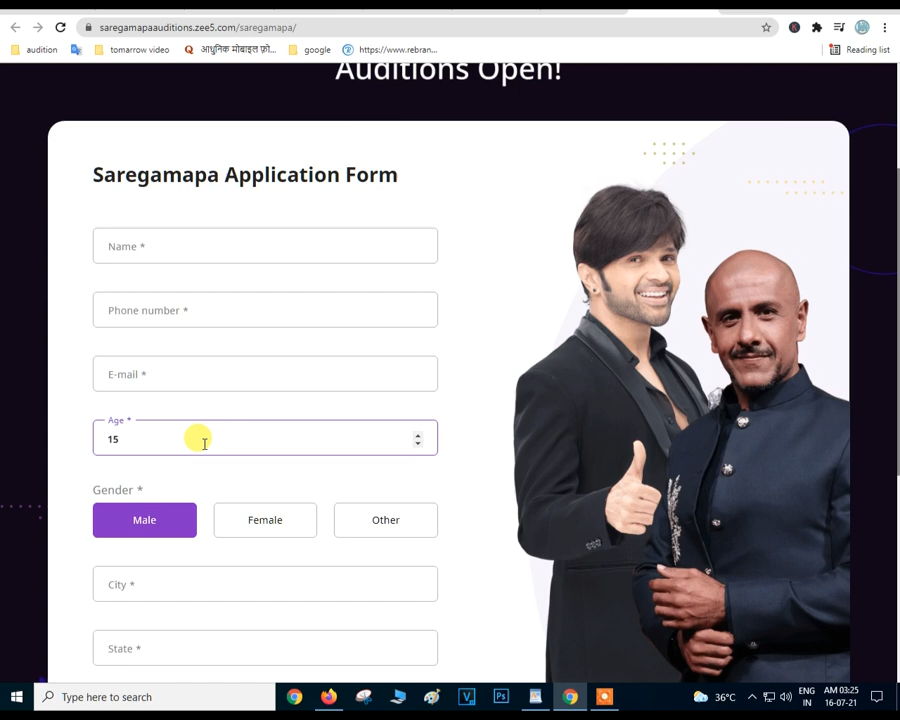 saregamapaauditions.zee5.com/saregamapa/
audition
tomarrow video
Q आधुनिक मोबाइल फ़ो...
google
https://www.rebran...
Reading list
Auditions Open!
Saregamapa Application Form
Name *
Phone number *
E-mail *
Age *
15
Gender *
Male
Female
Other
City *
State *
Type here to search
36°C
ENG
IN
AM 03:25
16-07-21